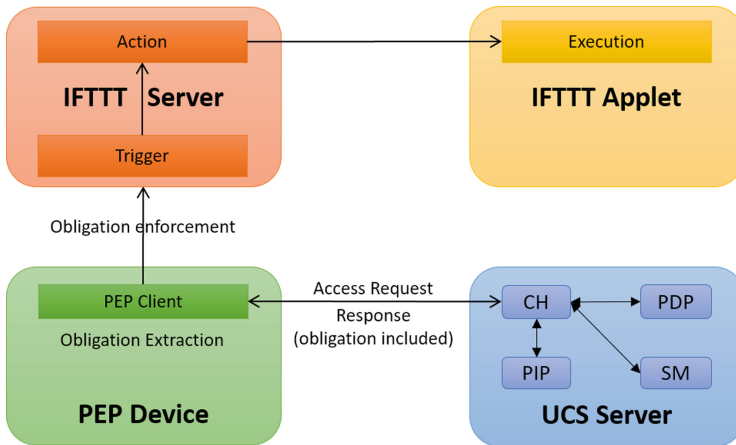 Action
IFTTT Server
Trigger
Execution
IFTTT Applet
Obligation enforcement
PEP Client
Obligation Extraction
PEP Device
Access Request
Response
(obligation included)
CH
PDP
PIP
SM
UCS Server